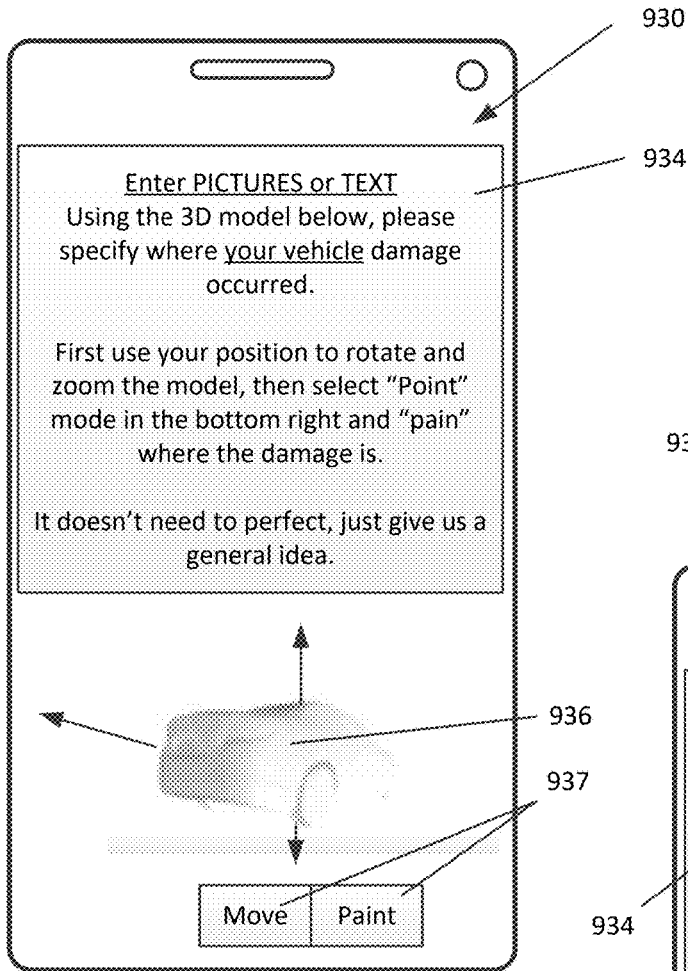 930
934
Enter PICTURES or TEXT
Using the 3D model below, please
specify where your vehicle damage
occurred.
First use your position to rotate and
zoom the model, then select “Point”
mode in the bottom right and “pain”
where the damage is.
It doesn’t need to perfect, just give us a
general idea.
936
937
934
Move Paint